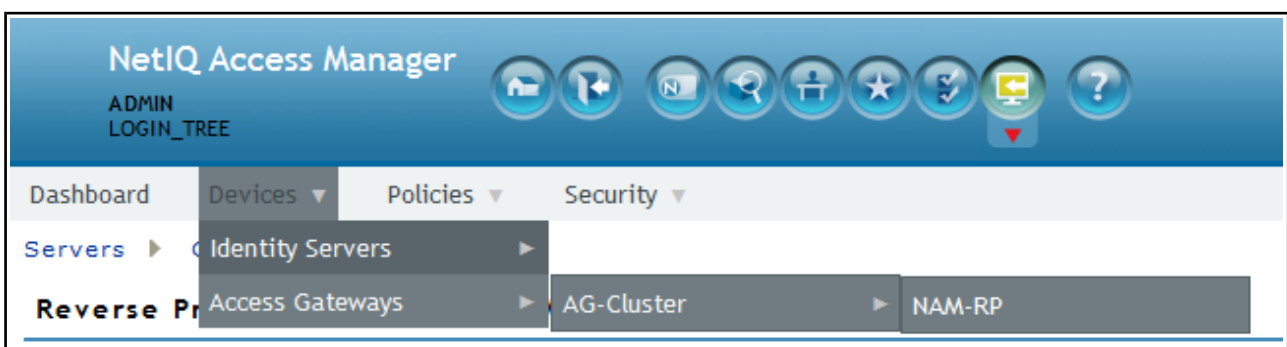 NetIQ Access Manager
ADMIN
LOGIN_TREE
N
?
Dashboard Devices Policies Security
Servers
Identity Servers
Reverse Pr
Access Gateways AG-Cluster NAM-RP